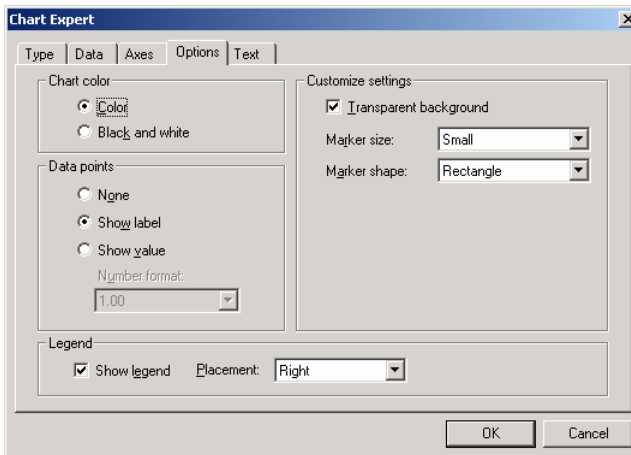 Chart Expert
Type Data Axes Options Text
Chart color
Color
Black and white
Data points
None
Show label
Show value
Number format:
1.00
Customize settings
Transparent background
Marker size: Small
Marker shape: Rectangle
Legend
Show legend Placement: Right
OK Cancel